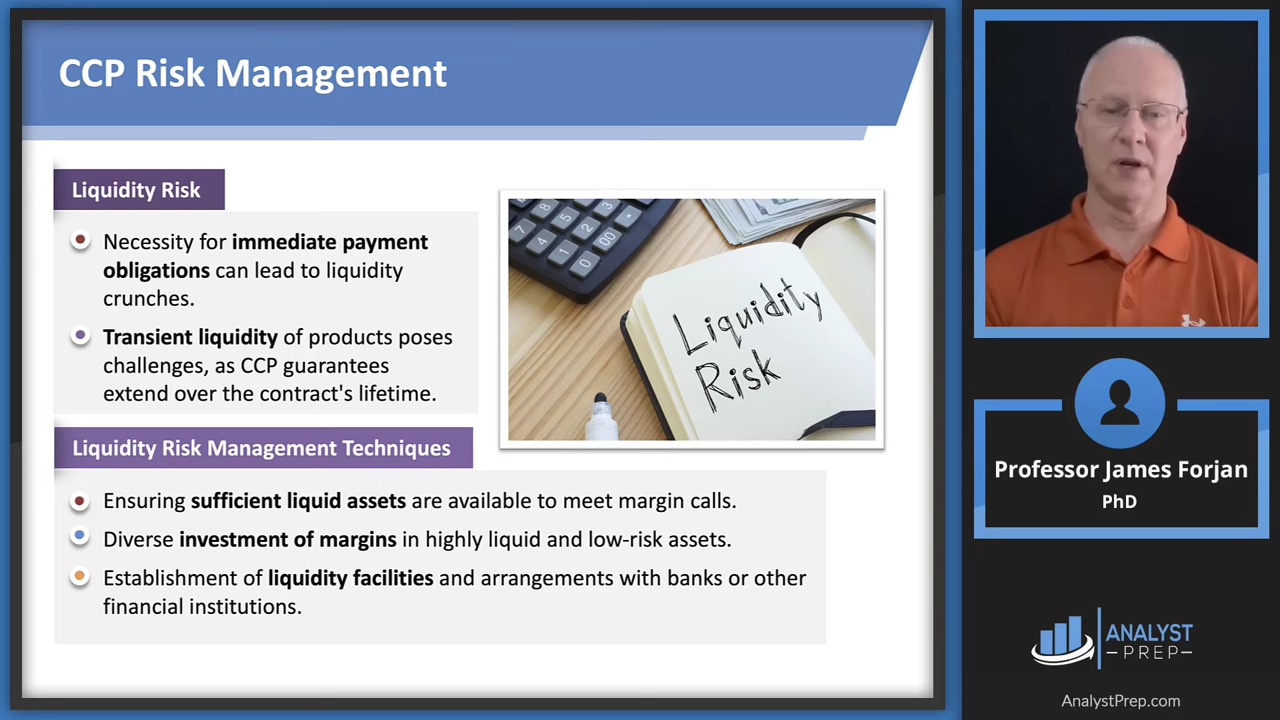 CCP Risk Management
Liquidity Risk
Necessity for immediate payment
obligations can lead to liquidity
crunches.
Transient liquidity of products poses
challenges, as CCP guarantees
extend over the contract's lifetime.
Liquidity
Risk
Liquidity Risk Management Techniques
Ensuring sufficient liquid assets are available to meet margin calls.
Diverse investment of margins in highly liquid and low-risk assets.
Establishment of liquidity facilities and arrangements with banks or other
financial institutions.
Professor James Forjan
PhD
ANALYST
PREP
AnalystPrep.com